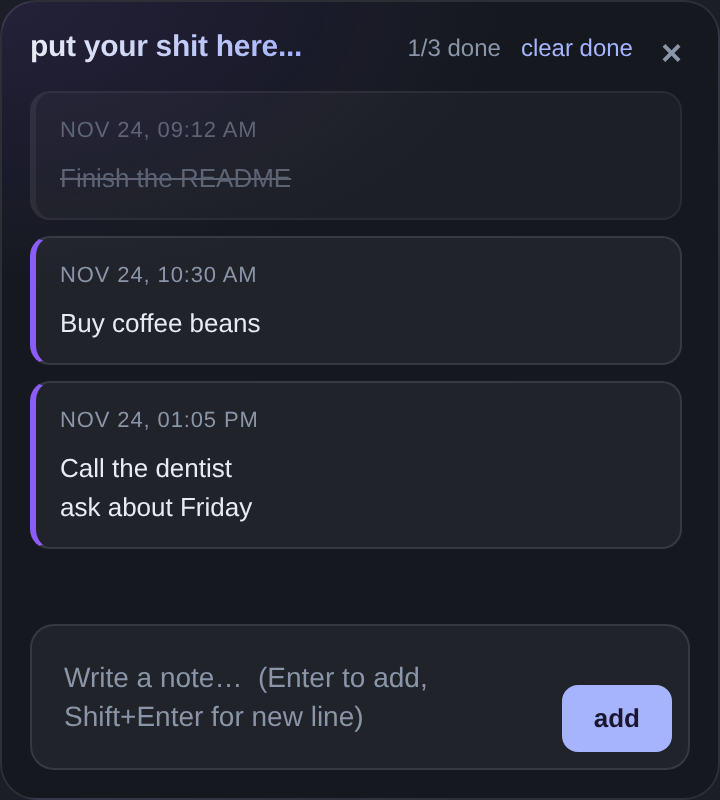 put your shit here...
1/3 done clear done ×
NOV 24, 09:12 AM
Finish the README
NOV 24, 10:30 AM
Buy coffee beans
NOV 24, 01:05 PM
Call the dentist
ask about Friday
Write a note… (Enter to add,
Shift+Enter for new line)
add